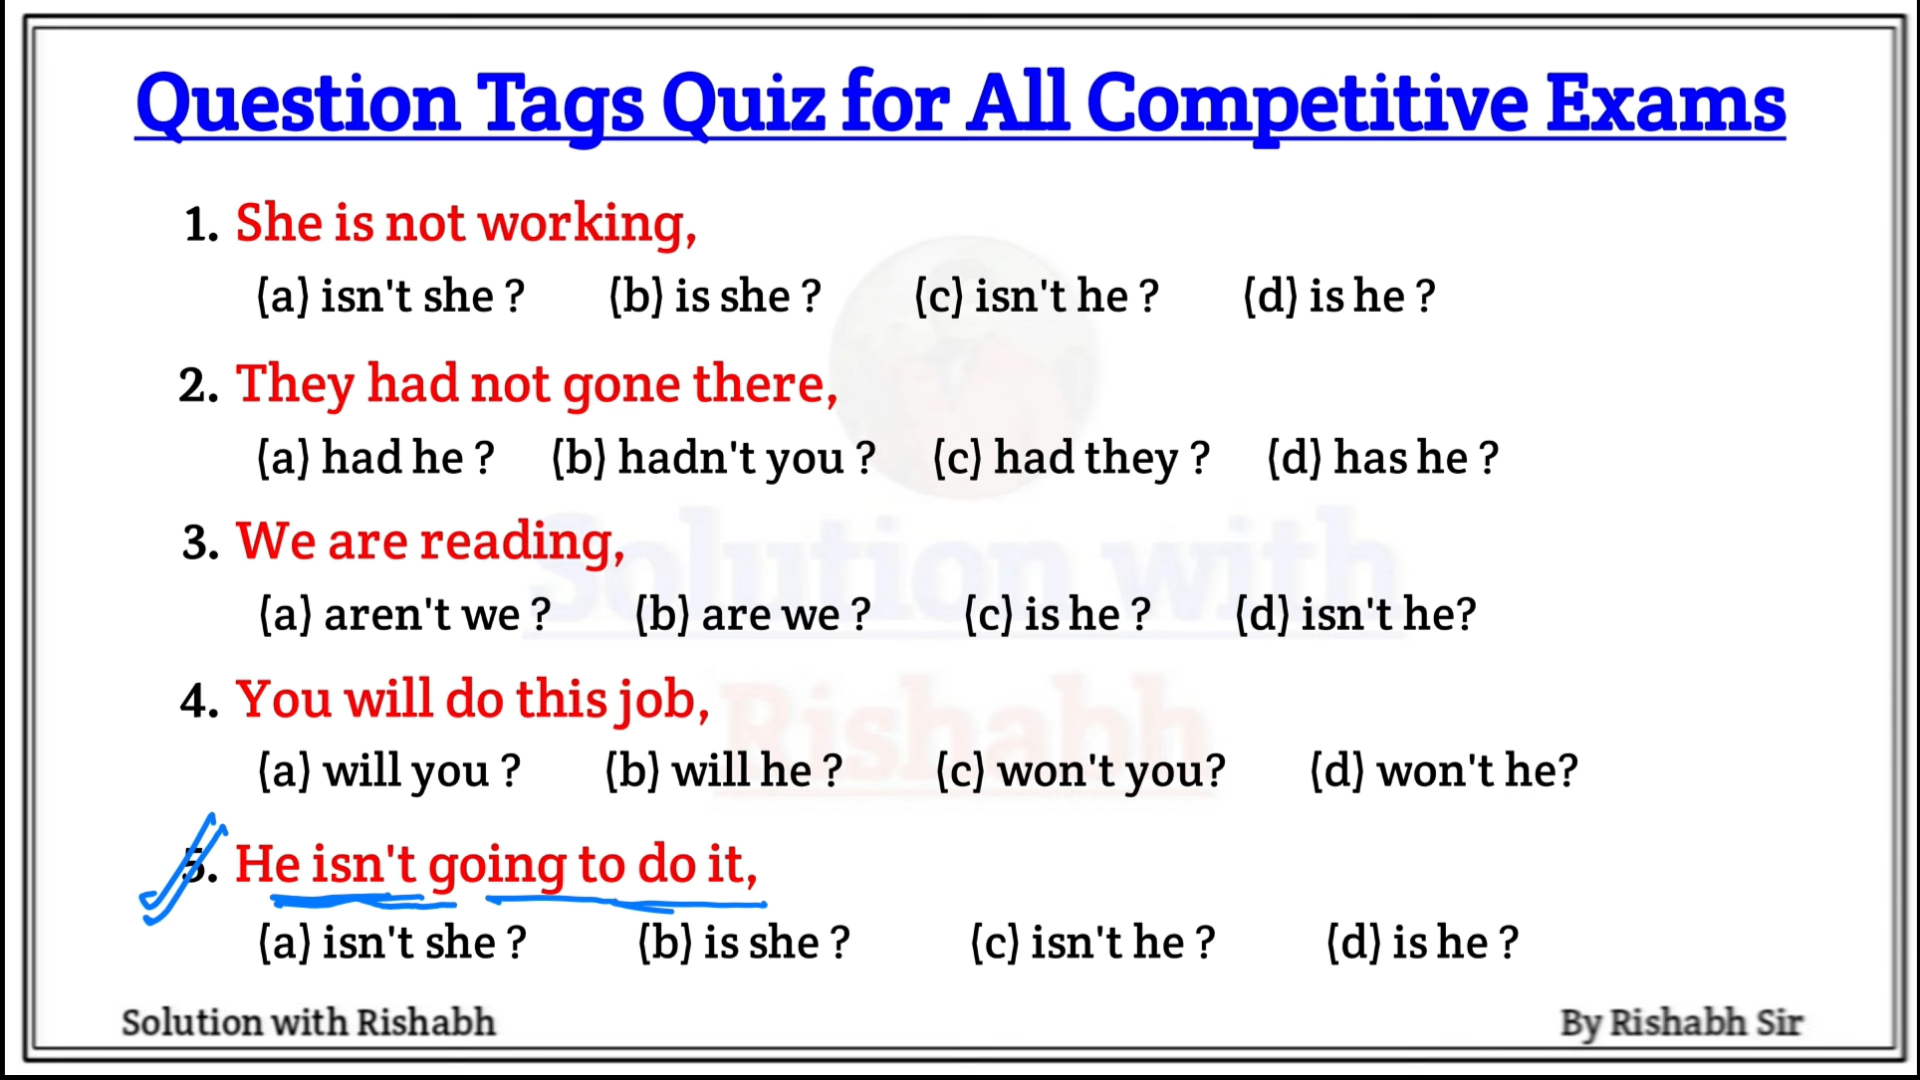 Question Tags Quiz for All Competitive Exams
1. She is not working,
(a) isn't she ? (b) is she ? (c) isn't he ? (d) is he ?
2. They had not gone there,
(a) had he ? (b) hadn't you ? (c) had they ? (d) has he ?
3. We are reading,
(a) aren't we ? (b) are we ? (c) is he ? (d) isn't he?
4. You will do this job,
(a) will you ? (b) will he ? (c) won't you? (d) won't he?
5. He isn't going to do it,
(a) isn't she ? (b) is she ? (c) isn't he ? (d) is he ?
Solution with Rishabh
Solution with Rishabh By Rishabh Sir